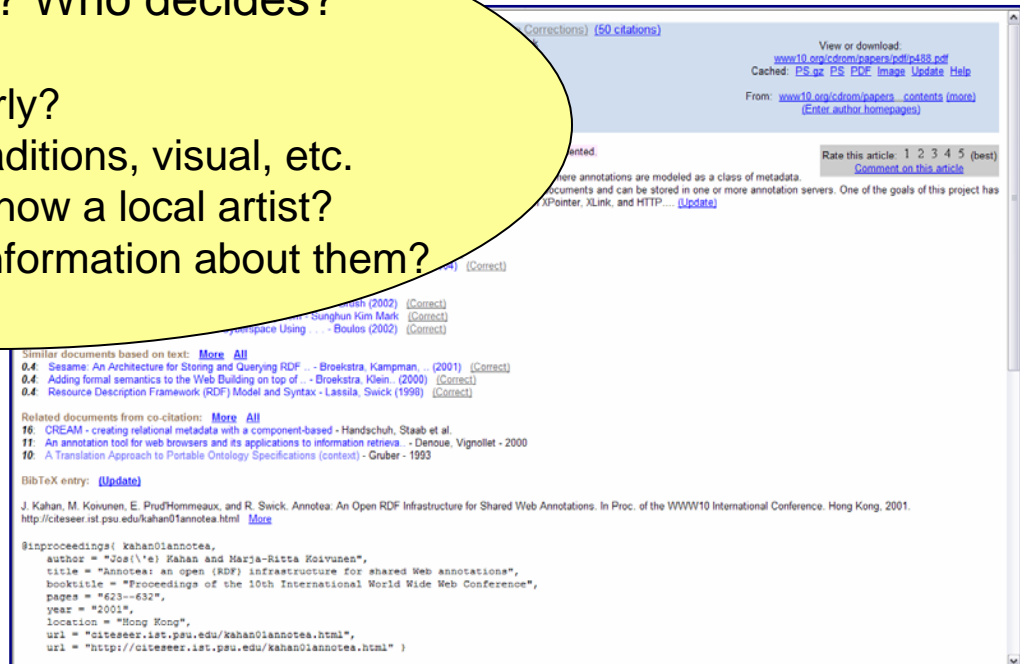 ? Who decides?
rly?
aditions, visual, etc.
now a local artist?
nformation about them?
Corrections) (50 citations)
View or download:
www10.org/cdrom/papers/pdf/p488.pdf
Cached: PS.gz PS PDF Image Update Help
From: www10.org/cdrom/papers contents (more)
(Enter author homepages)
ented.
Rate this article: 1 2 3 4 5 (best)
Comment on this article
here annotations are modeled as a class of metadata.
ocuments and can be stored in one or more annotation servers. One of the goals of this project has
XPointer, XLink, and HTTP.... (Update)
(Correct)
(2002) (Correct)
- Sunghun Kim Mark (Correct)
yberspace Using . . . - Boulos (2002) (Correct)
Similar documents based on text: More All
0.4: Sesame: An Architecture for Storing and Querying RDF .. - Broekstra, Kampman, .. (2001) (Correct)
0.4: Adding formal semantics to the Web Building on top of .. - Broekstra, Klein.. (2000) (Correct)
0.4: Resource Description Framework (RDF) Model and Syntax - Lassila, Swick (1998) (Correct)
Related documents from co-citation: More All
16: CREAM - creating relational metadata with a component-based - Handschuh, Staab et al.
11: An annotation tool for web browsers and its applications to information retrieva.. - Denoue, Vignollet - 2000
10: A Translation Approach to Portable Ontology Specifications (context) - Gruber - 1993
BibTeX entry: (Update)
J. Kahan, M. Koivunen, E. Prud'Hommeaux, and R. Swick. Annotea: An Open RDF Infrastructure for Shared Web Annotations. In Proc. of the WWW10 International Conference. Hong Kong, 2001.
http://citeseer.ist.psu.edu/kahan01annotea.html More
@inproceedings{ kahan01annotea,
author = "Jos{\'e} Kahan and Marja-Ritta Koivunen",
title = "Annotea: an open {RDF} infrastructure for shared Web annotations",
booktitle = "Proceedings of the 10th International World Wide Web Conference",
pages = "623--632",
year = "2001",
location = "Hong Kong",
url = "citeseer.ist.psu.edu/kahan01annotea.html",
url = "http://citeseer.ist.psu.edu/kahan01annotea.html" }